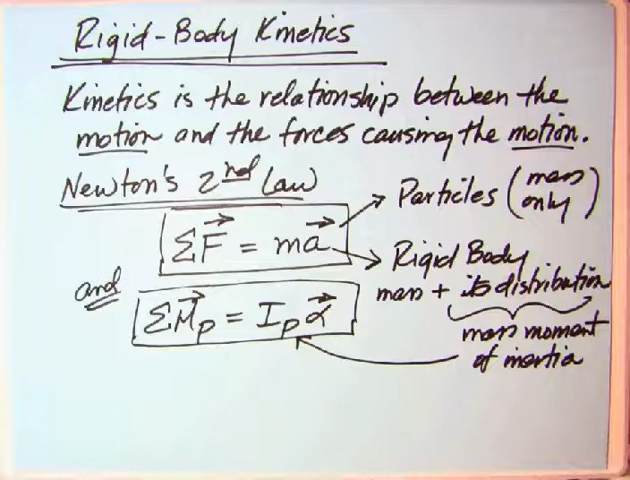 Rigid-Body Kinetics
Kinetics is the relationship between the
motion and the forces causing the motion.
Newton's 2nd Law
Particles (mass only)
ΣF⃗ = ma⃗
Rigid Body
mass + its distribution
and
ΣM⃗ₚ = Iₚα⃗
mass moment
of inertia